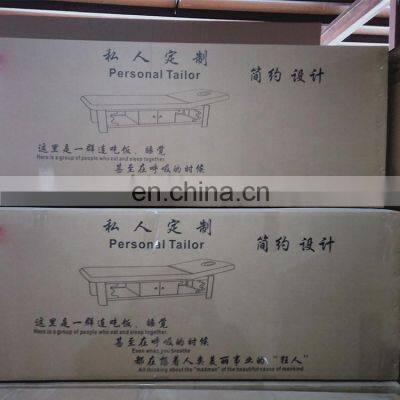 私人定制
Personal Tailor
简约 设计
这里是一群连吃饭、睡觉
Here is a group of people who eat and sleep together
甚至在呼吸的时候
en.china.cn
私人定制
Personal Tailor
简约 设计
这里是一群连吃饭、睡觉
Here is a group of people who eat and sleep together
甚至在呼吸的时候
Even when you breathe
都在想着人类美丽事业的“狂人”
All thinking about the "madman" of the beautiful cause of mankind